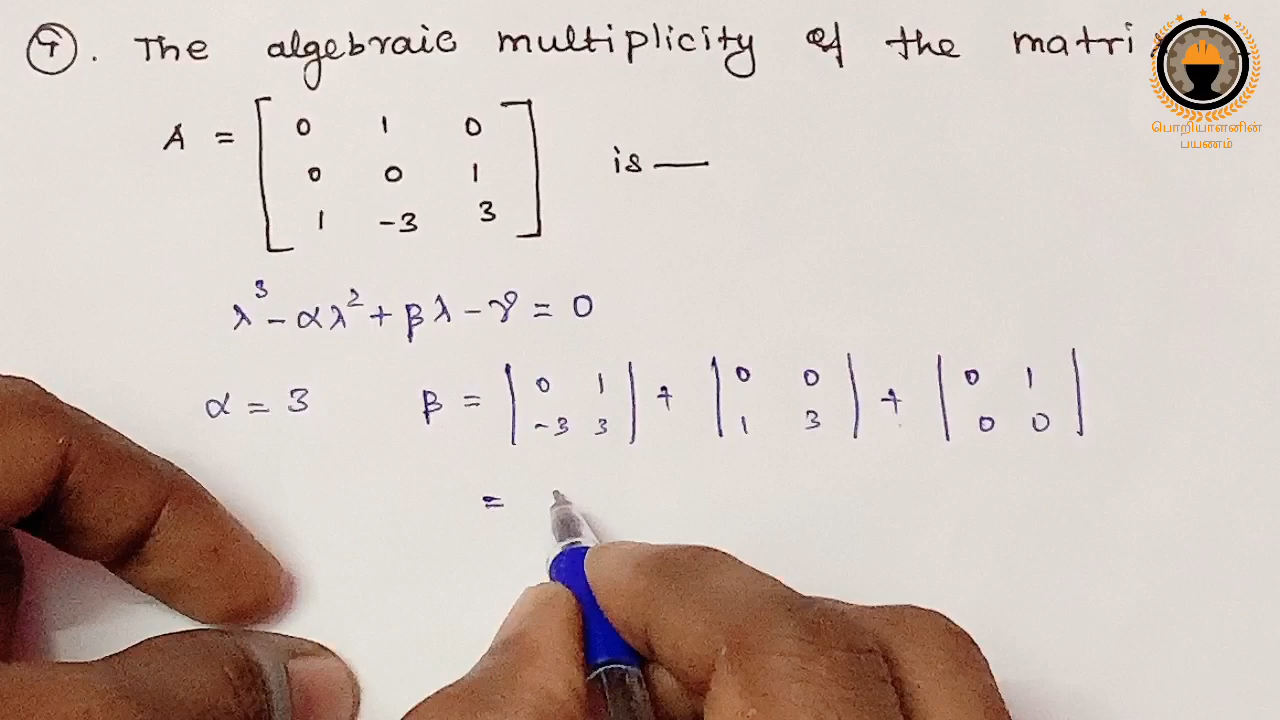 7. The algebraic multiplicity of the matri
பொறியாளனின்
பயணம்
A = [ 0 1 0
0 0 1
1 -3 3 ] is —
λ³ - αλ² + βλ - γ = 0
α = 3 β = | 0 1 | + | 0 0 | + | 0 1 |
| -3 3 | | 1 3 | | 0 0 |
=